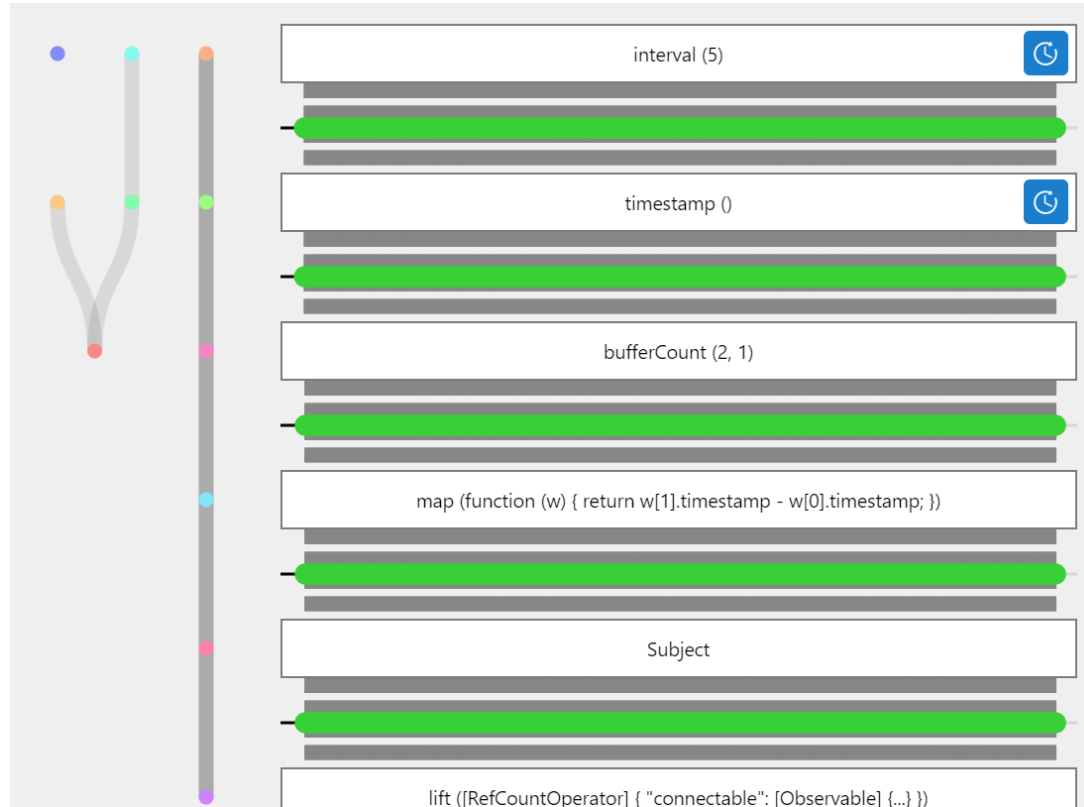 interval (5)
timestamp ()
bufferCount (2, 1)
map (function (w) { return w[1].timestamp - w[0].timestamp; })
Subject
lift ([RefCountOperator] { "connectable": [Observable] {...} })